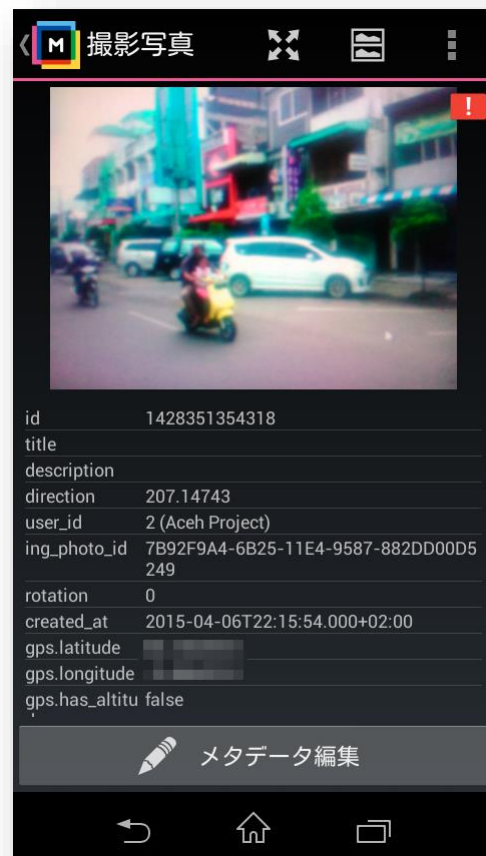 M 撮影写真
!
id 1428351354318
title
description
direction 207.14743
user_id 2 (Aceh Project)
ing_photo_id 7B92F9A4-6B25-11E4-9587-882DD00D5
249
rotation 0
created_at 2015-04-06T22:15:54.000+02:00
gps.latitude
gps.longitude
gps.has_altitu false
メタデータ編集